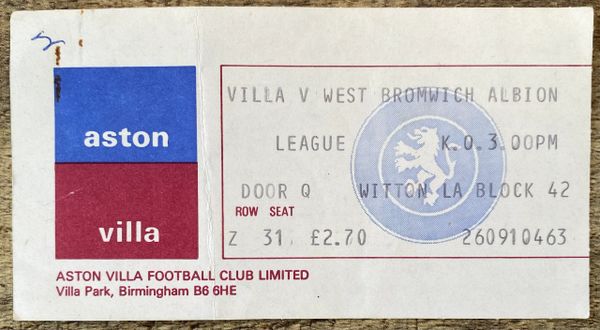 aston
villa
VILLA V WEST BROMWICH ALBION
LEAGUE K.O.3.00PM
DOOR Q WITTON LA BLOCK 42
ROW SEAT
Z 31 £2.70 260910463
ASTON VILLA FOOTBALL CLUB LIMITED
Villa Park, Birmingham B6 6HE